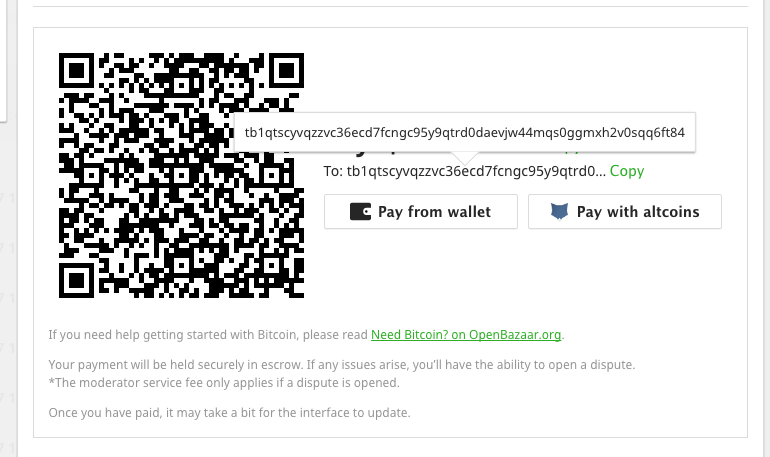 tb1qtscyvqzzvc36ecd7fcngc95y9qtrd0daevjw44mqs0ggmxh2v0sqq6ft84
To: tb1qtscyvqzzvc36ecd7fcngc95y9qtrd0... Copy
Pay from wallet
Pay with altcoins
If you need help getting started with Bitcoin, please read Need Bitcoin? on OpenBazaar.org.
Your payment will be held securely in escrow. If any issues arise, you’ll have the ability to open a dispute.
*The moderator service fee only applies if a dispute is opened.
Once you have paid, it may take a bit for the interface to update.